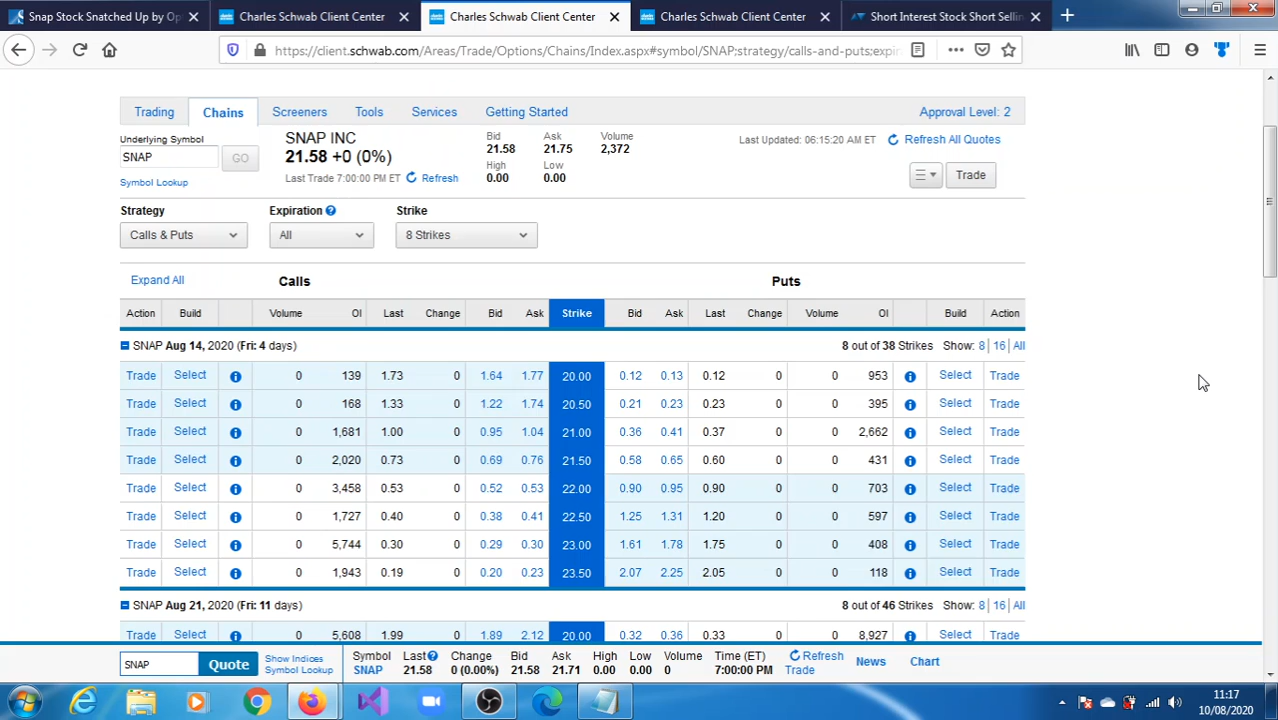 Snap Stock Snatched Up by Op
Charles Schwab Client Center
Charles Schwab Client Center
Charles Schwab Client Center
Short Interest Stock Short Sellin
https://client.schwab.com/Areas/Trade/Options/Chains/Index.aspx#symbol/SNAP;strategy/calls-and-puts;expir
Trading Chains Screeners Tools Services Getting Started Approval Level: 2
Underlying Symbol SNAP INC Bid Ask Volume Last Updated: 06:15:20 AM ET Refresh All Quotes
SNAP GO 21.58 +0 (0%) 21.58 21.75 2,372
Symbol Lookup Last Trade 7:00:00 PM ET Refresh High Low Trade
0.00 0.00
Strategy Expiration Strike
Calls & Puts All 8 Strikes
Expand All Calls Puts
Action Build Volume OI Last Change Bid Ask Strike Bid Ask Last Change Volume OI Build Action
SNAP Aug 14, 2020 (Fri: 4 days) 8 out of 38 Strikes Show: 8 | 16 | All
Trade Select 0 139 1.73 0 1.64 1.77 20.00 0.12 0.13 0.12 0 0 953 Select Trade
Trade Select 0 168 1.33 0 1.22 1.74 20.50 0.21 0.23 0.23 0 0 395 Select Trade
Trade Select 0 1,681 1.00 0 0.95 1.04 21.00 0.36 0.41 0.37 0 0 2,662 Select Trade
Trade Select 0 2,020 0.73 0 0.69 0.76 21.50 0.58 0.65 0.60 0 0 431 Select Trade
Trade Select 0 3,458 0.53 0 0.52 0.53 22.00 0.90 0.95 0.90 0 0 703 Select Trade
Trade Select 0 1,727 0.40 0 0.38 0.41 22.50 1.25 1.31 1.20 0 0 597 Select Trade
Trade Select 0 5,744 0.30 0 0.29 0.30 23.00 1.61 1.78 1.75 0 0 408 Select Trade
Trade Select 0 1,943 0.19 0 0.20 0.23 23.50 2.07 2.25 2.05 0 0 118 Select Trade
SNAP Aug 21, 2020 (Fri: 11 days) 8 out of 46 Strikes Show: 8 | 16 | All
Trade Select 0 5,608 1.99 0 1.89 2.12 20.00 0.32 0.36 0.33 0 0 8,927 Select Trade
SNAP Quote Show Indices Symbol Last Change Bid Ask High Low Volume Time (ET) Refresh News Chart
Symbol Lookup SNAP 21.58 0 (0.00%) 21.58 21.71 0.00 0.00 0 7:00:00 PM Trade
11:17
10/08/2020